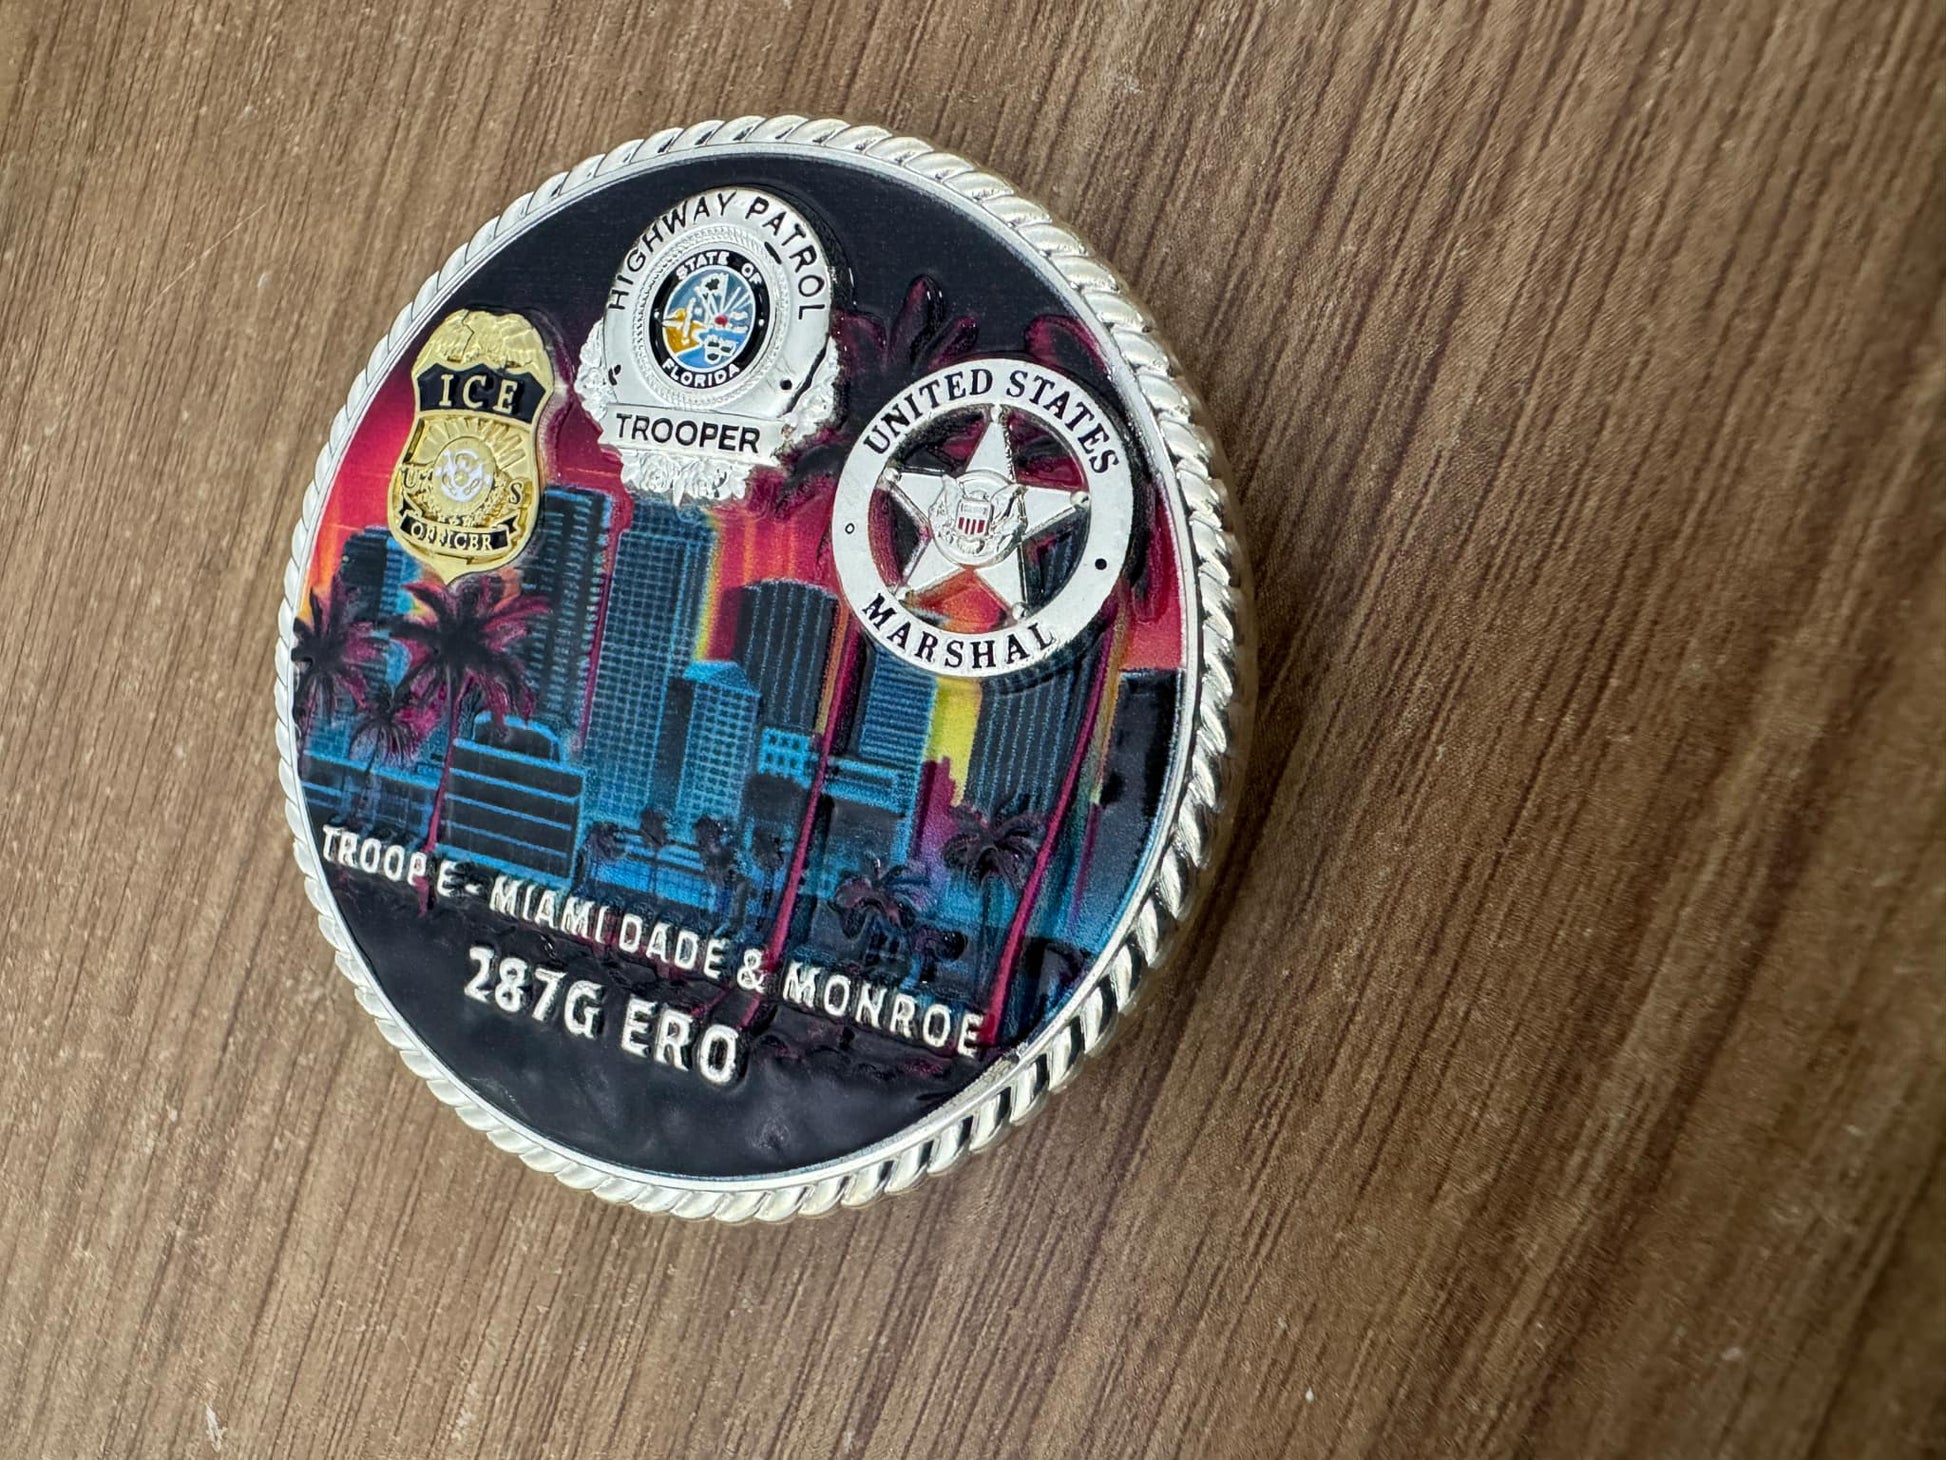 HIGHWAY PATROL
STATE OF
FLORIDA
TROOPER
ICE
U S
OFFICER
UNITED STATES
MARSHAL
TROOP E - MIAMI DADE & MONROE
287G ERO